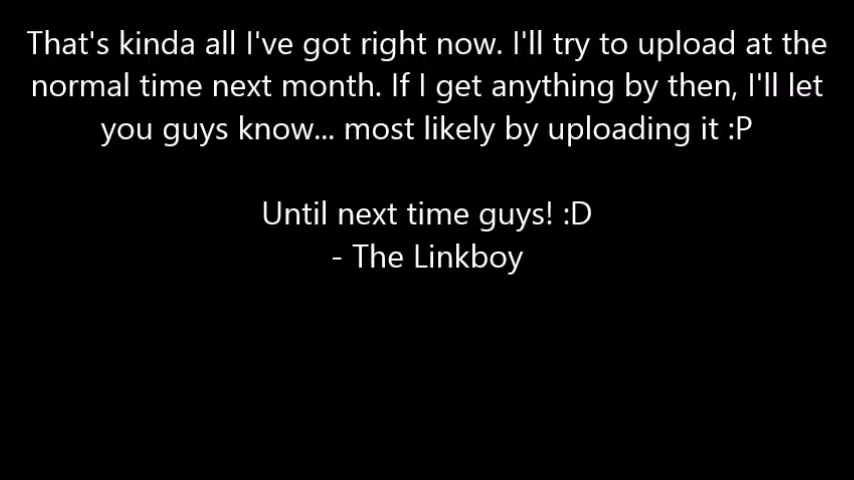 That's kinda all I've got right now. I'll try to upload at the
normal time next month. If I get anything by then, I'll let
you guys know... most likely by uploading it :P
Until next time guys! :D
- The Linkboy